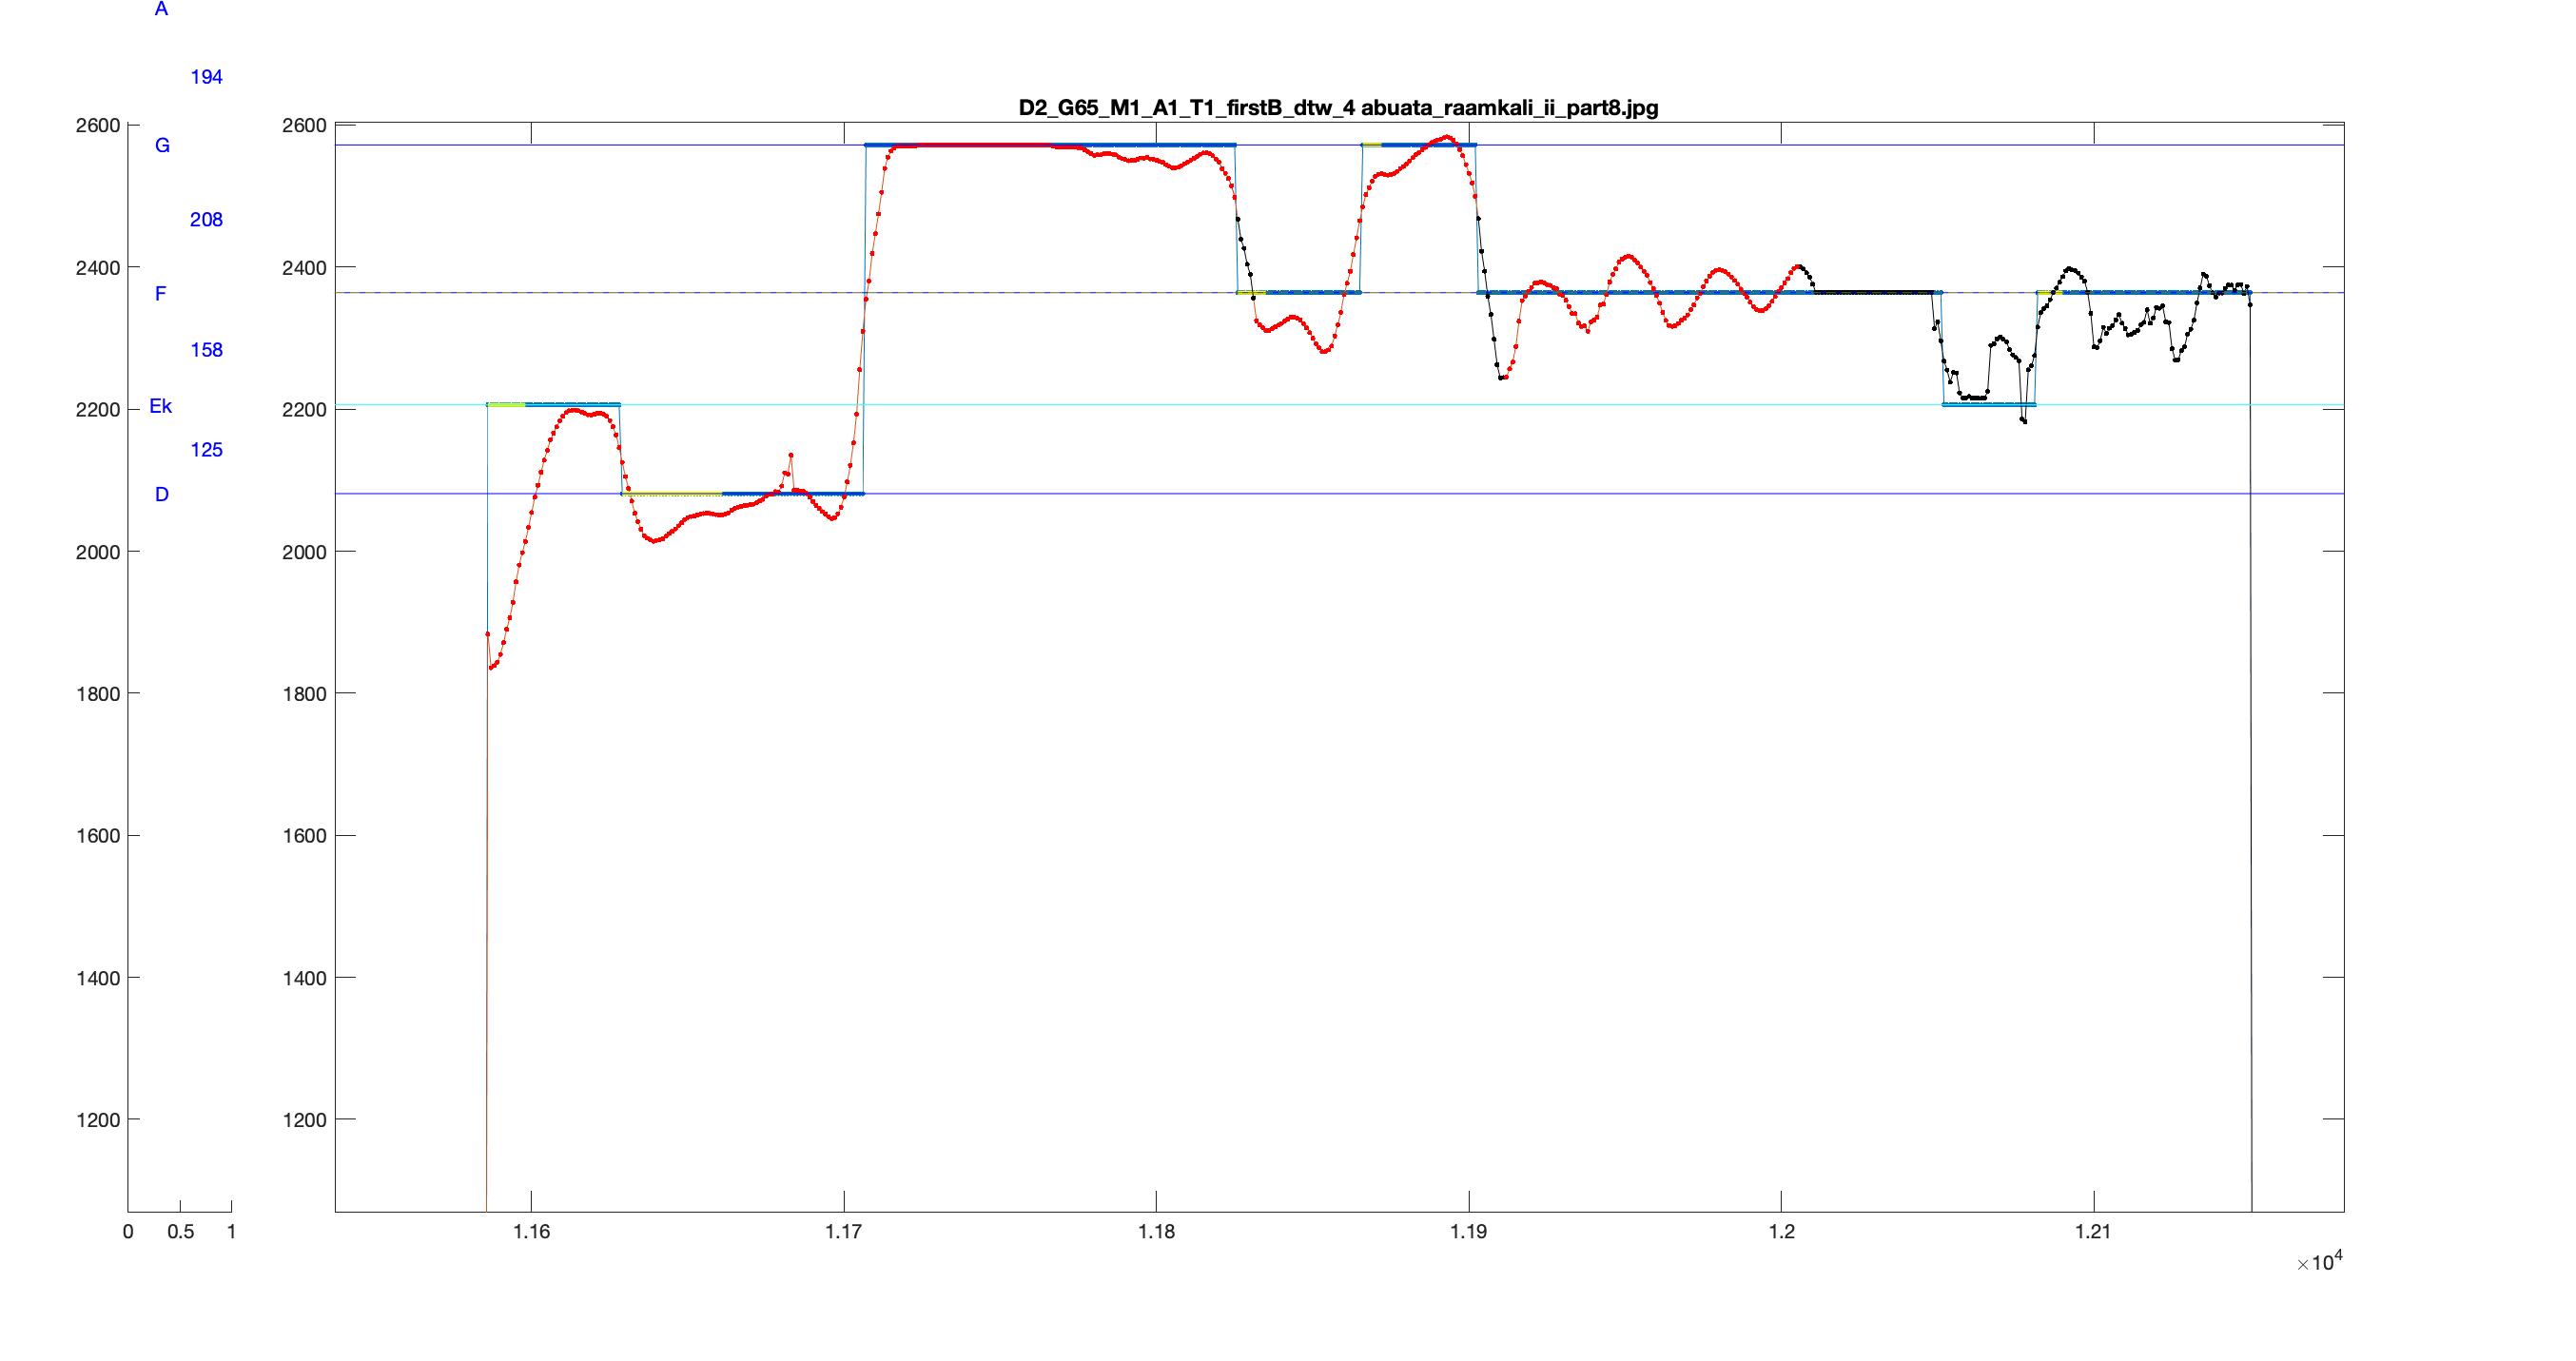 A
194
D2_G65_M1_A1_T1_firstB_dtw_4 abuata_raamkali_ii_part8.jpg
2600 G 2600
208
2400 F 2400
158
2200 Ek 2200
125
D
2000 2000
1800 1800
1600 1600
1400 1400
1200 1200
0 0.5 1 1.16 1.17 1.18 1.19 1.2 1.21
×10^4